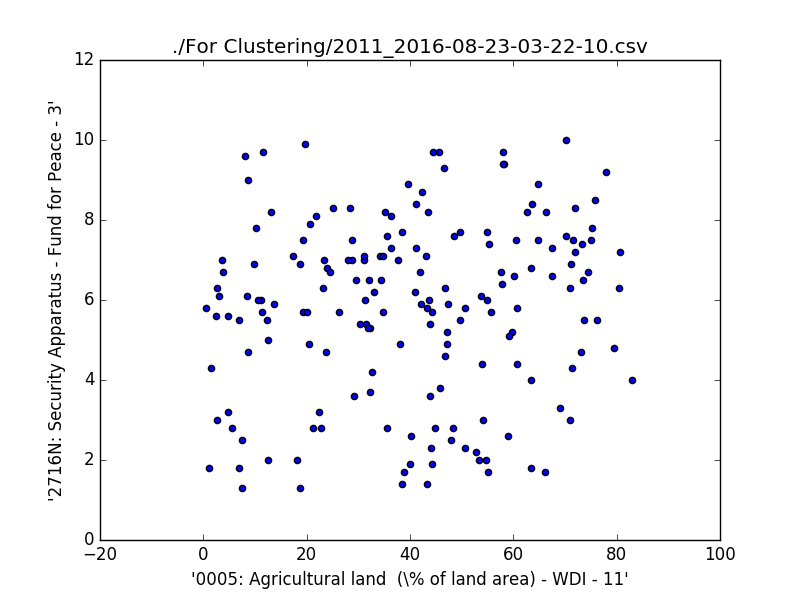 ./For Clustering/2011_2016-08-23-03-22-10.csv
12
10
8
6
4
2
0
'2716N: Security Apparatus - Fund for Peace - 3'
−20 0 20 40 60 80 100
'0005: Agricultural land  (\% of land area) - WDI - 11'